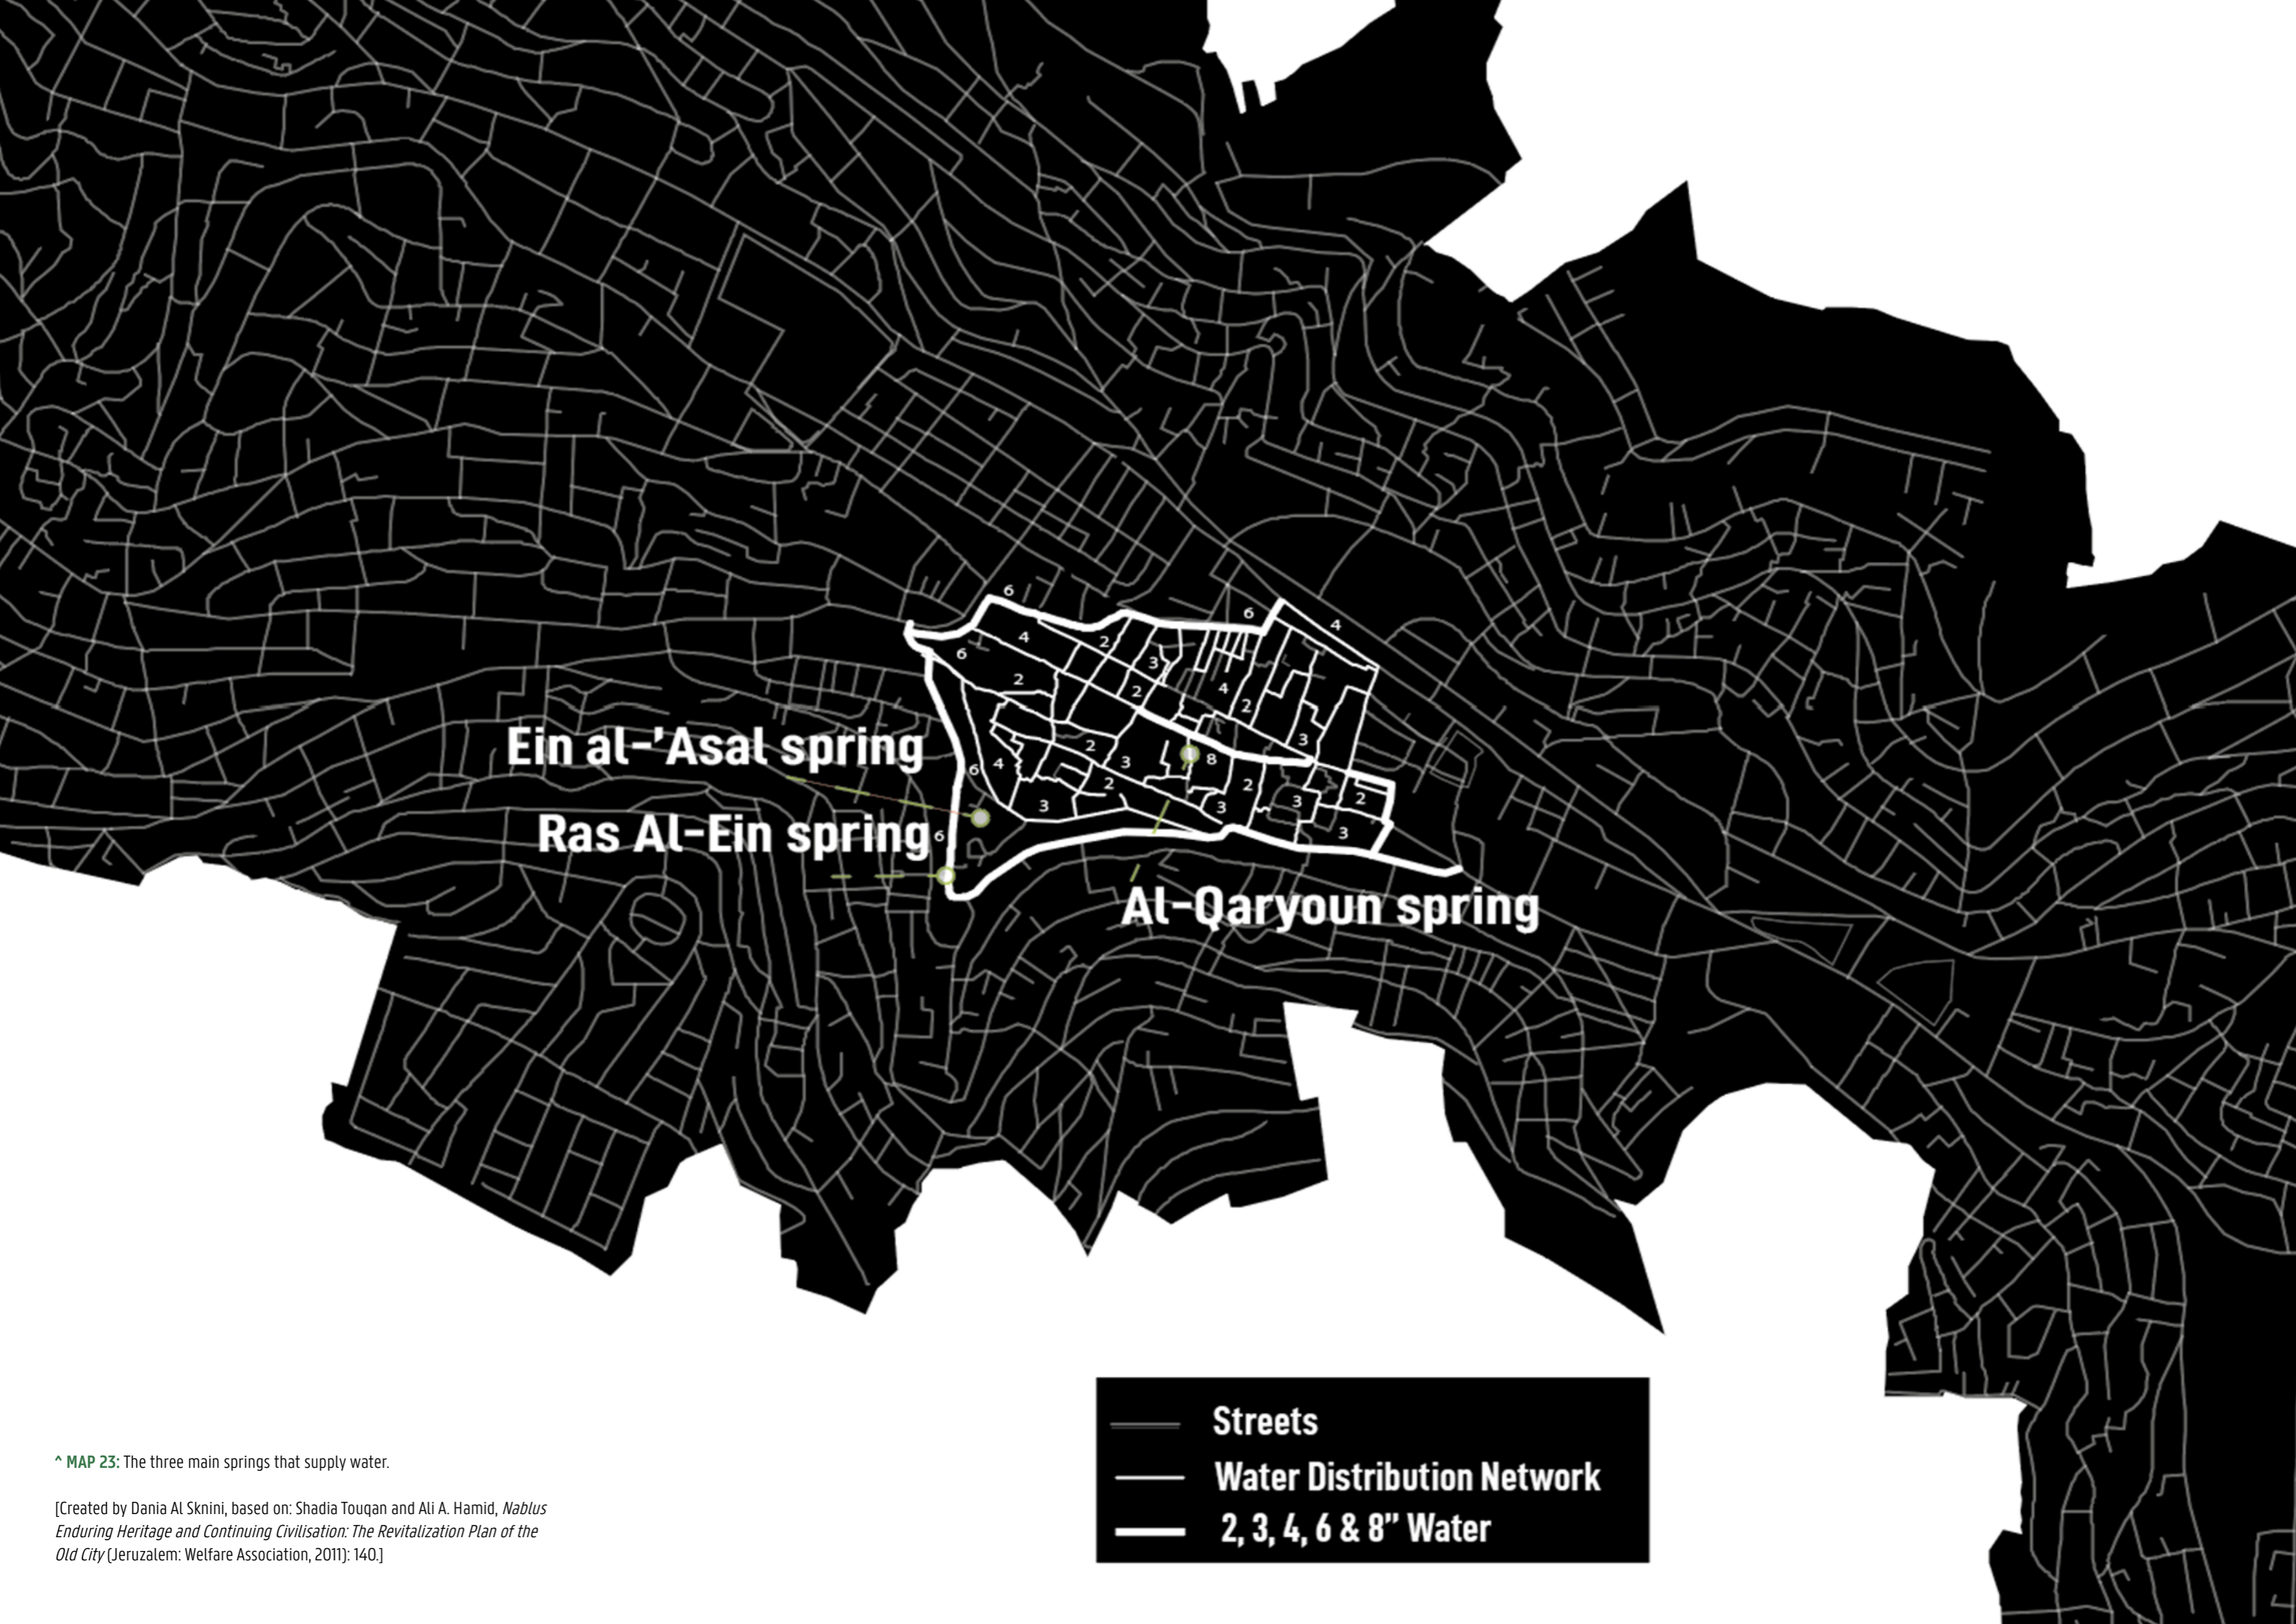 6
6
4
4
2
6
3
2
2
4
2
3
Ein al-’Asal spring
2
3
8
6
4
2
2
3
3
3
2
Ras Al-Ein spring
6
3
Al-Qaryoun spring
Streets
Water Distribution Network
2, 3, 4, 6 & 8” Water
^ MAP 23: The three main springs that supply water.
[Created by Dania Al Sknini, based on: Shadia Touqan and Ali A. Hamid, Nablus
Enduring Heritage and Continuing Civilisation: The Revitalization Plan of the
Old City (Jeruzalem: Welfare Association, 2011): 140.]